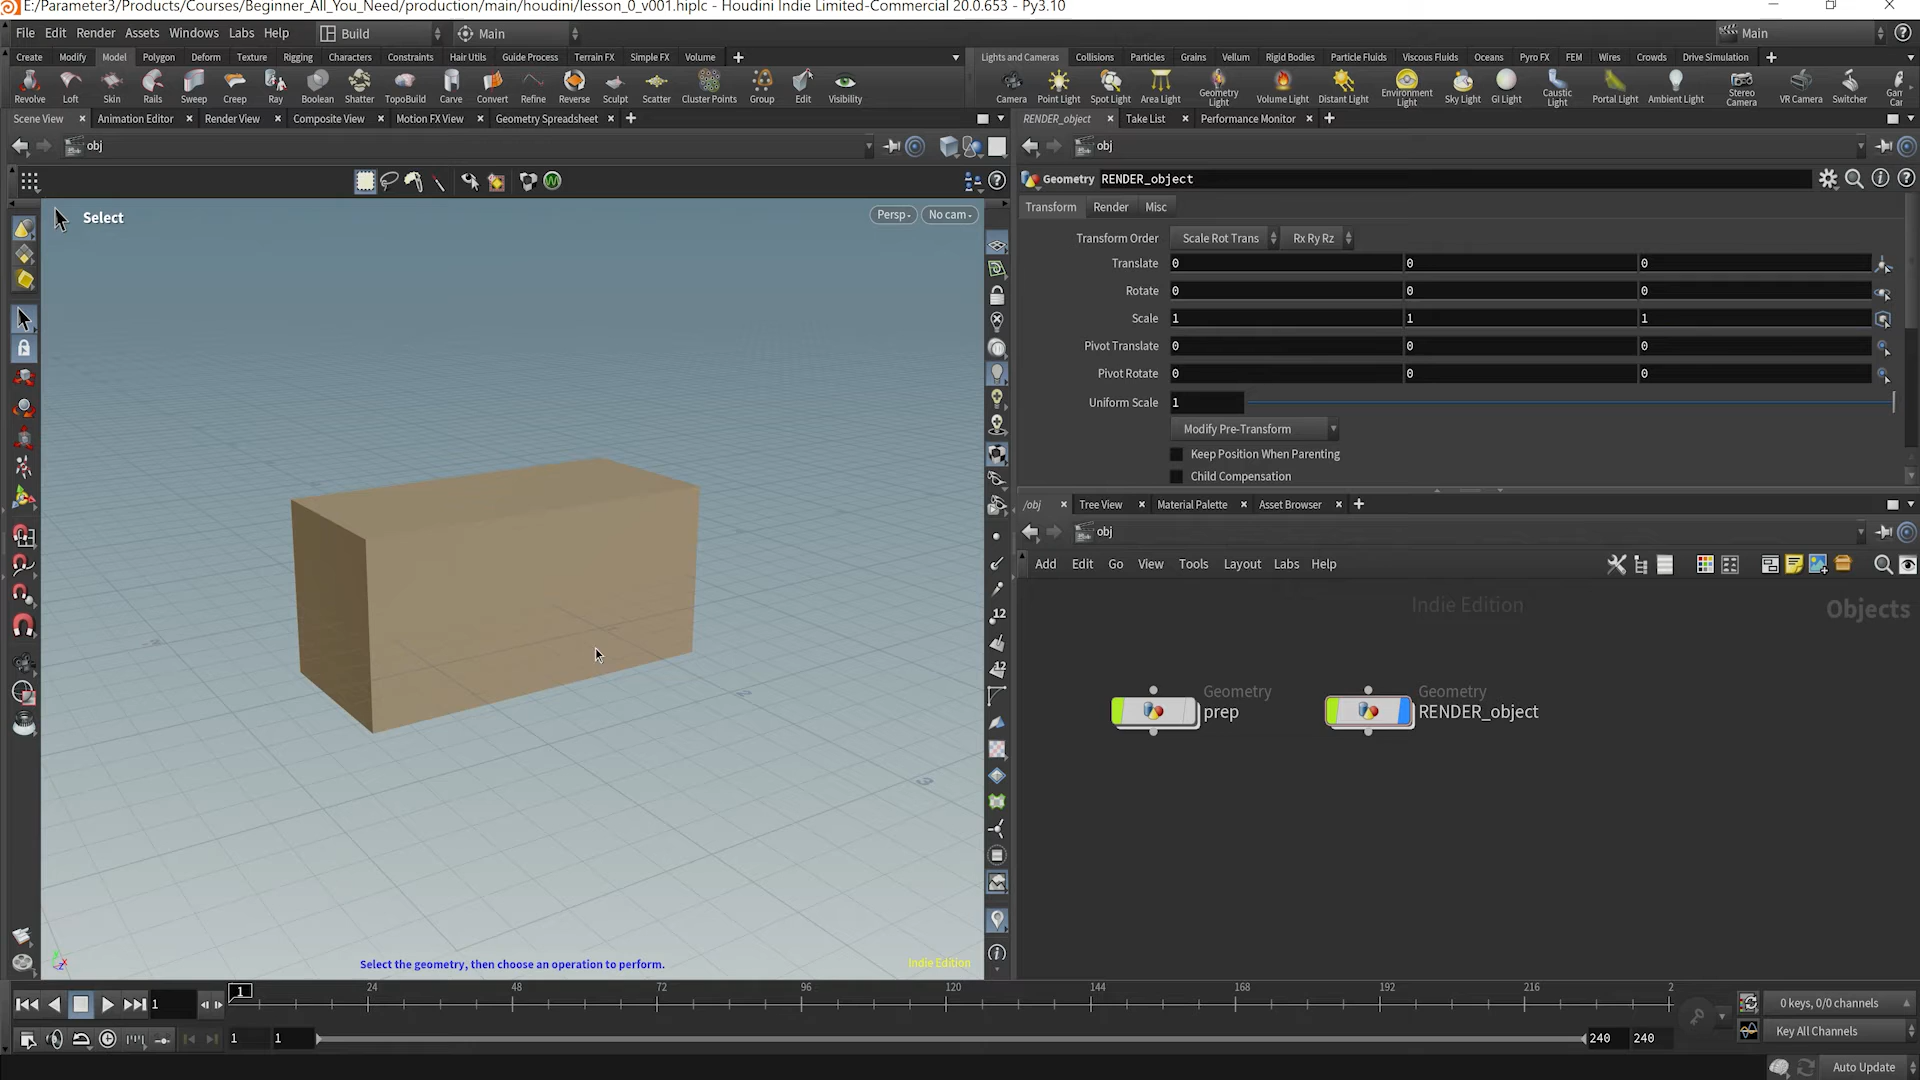 E:/Parameter3/Products/Courses/Beginner_All_You_Need/production/main/houdini/lesson_0_v001.hiplc - Houdini Indie Limited-Commercial 20.0.653 - Py3.10
File Edit Render Assets Windows Labs Help Build Main Main
Create Modify Model Polygon Deform Texture Rigging Characters Constraints Hair Utils Guide Process Terrain FX Simple FX Volume
Lights and Cameras Collisions Particles Grains Vellum Rigid Bodies Particle Fluids Viscous Fluids Oceans Pyro FX FEM Wires Crowds Drive Simulation
Revolve Loft Skin Rails Sweep Creep Ray Boolean Shatter TopoBuild Carve Convert Refine Reverse Sculpt Scatter Cluster Points Group Edit Visibility
Camera Point Light Spot Light Area Light Geometry Light Volume Light Distant Light Environment Light Sky Light GI Light Caustic Light Portal Light Ambient Light Stereo Camera VR Camera Switcher
Scene View Animation Editor Render View Composite View Motion FX View Geometry Spreadsheet
RENDER_object Take List Performance Monitor
obj
obj
Geometry RENDER_object
Select
Persp No cam
Transform Render Misc
Transform Order Scale Rot Trans Rx Ry Rz
Translate 0 0 0
Rotate 0 0 0
Scale 1 1 1
Pivot Translate 0 0 0
Pivot Rotate 0 0 0
Uniform Scale 1
Modify Pre-Transform
Keep Position When Parenting
Child Compensation
/obj Tree View Material Palette Asset Browser
obj
Add Edit Go View Tools Layout Labs Help
Indie Edition
Objects
12
12
Geometry
prep
Geometry
RENDER_object
Select the geometry, then choose an operation to perform.
Indie Edition
1 1 24 48 72 96 120 144 168 192 216 2
0 keys, 0/0 channels
1 1 240 240
Key All Channels
Auto Update